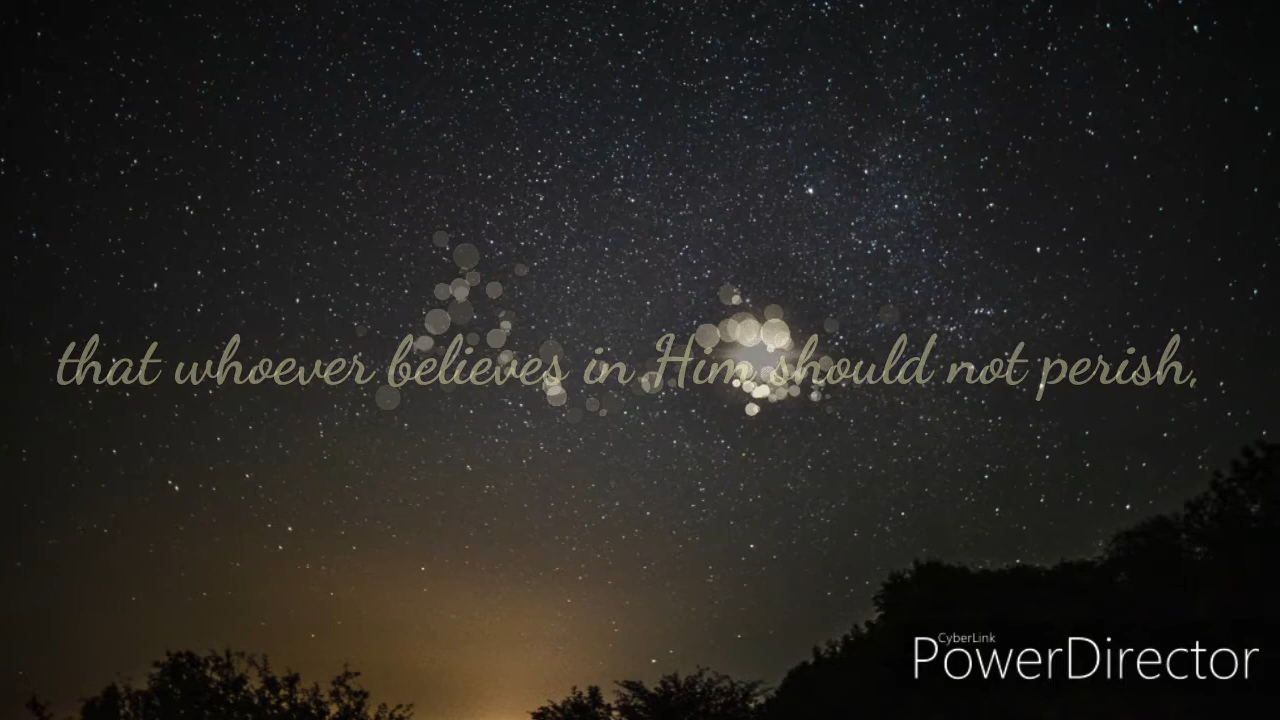 that whoever believes in Him should not perish,
CyberLink
PowerDirector